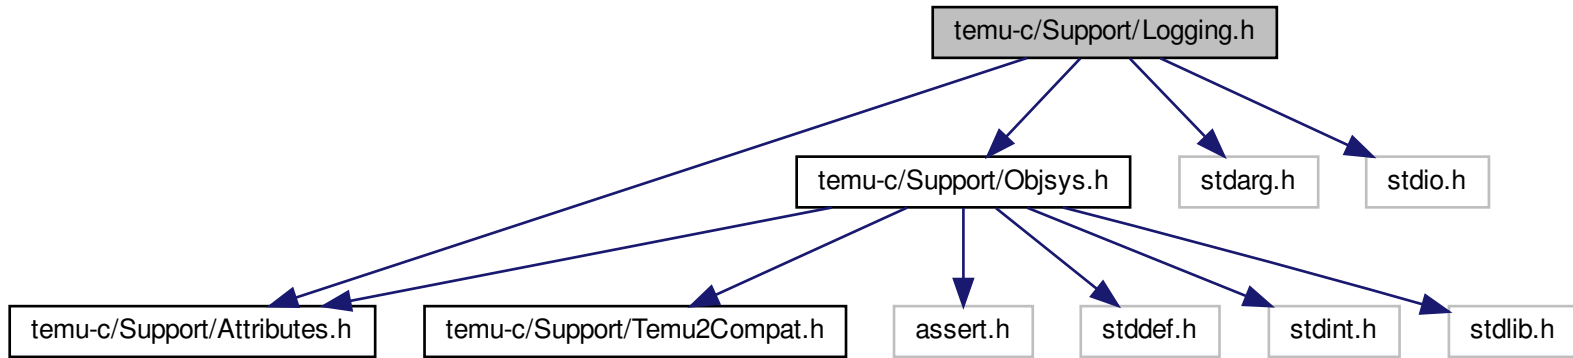 temu-c/Support/Logging.h
temu-c/Support/Objsys.h
stdarg.h
stdio.h
temu-c/Support/Attributes.h
temu-c/Support/Temu2Compat.h
assert.h
stddef.h
stdint.h
stdlib.h